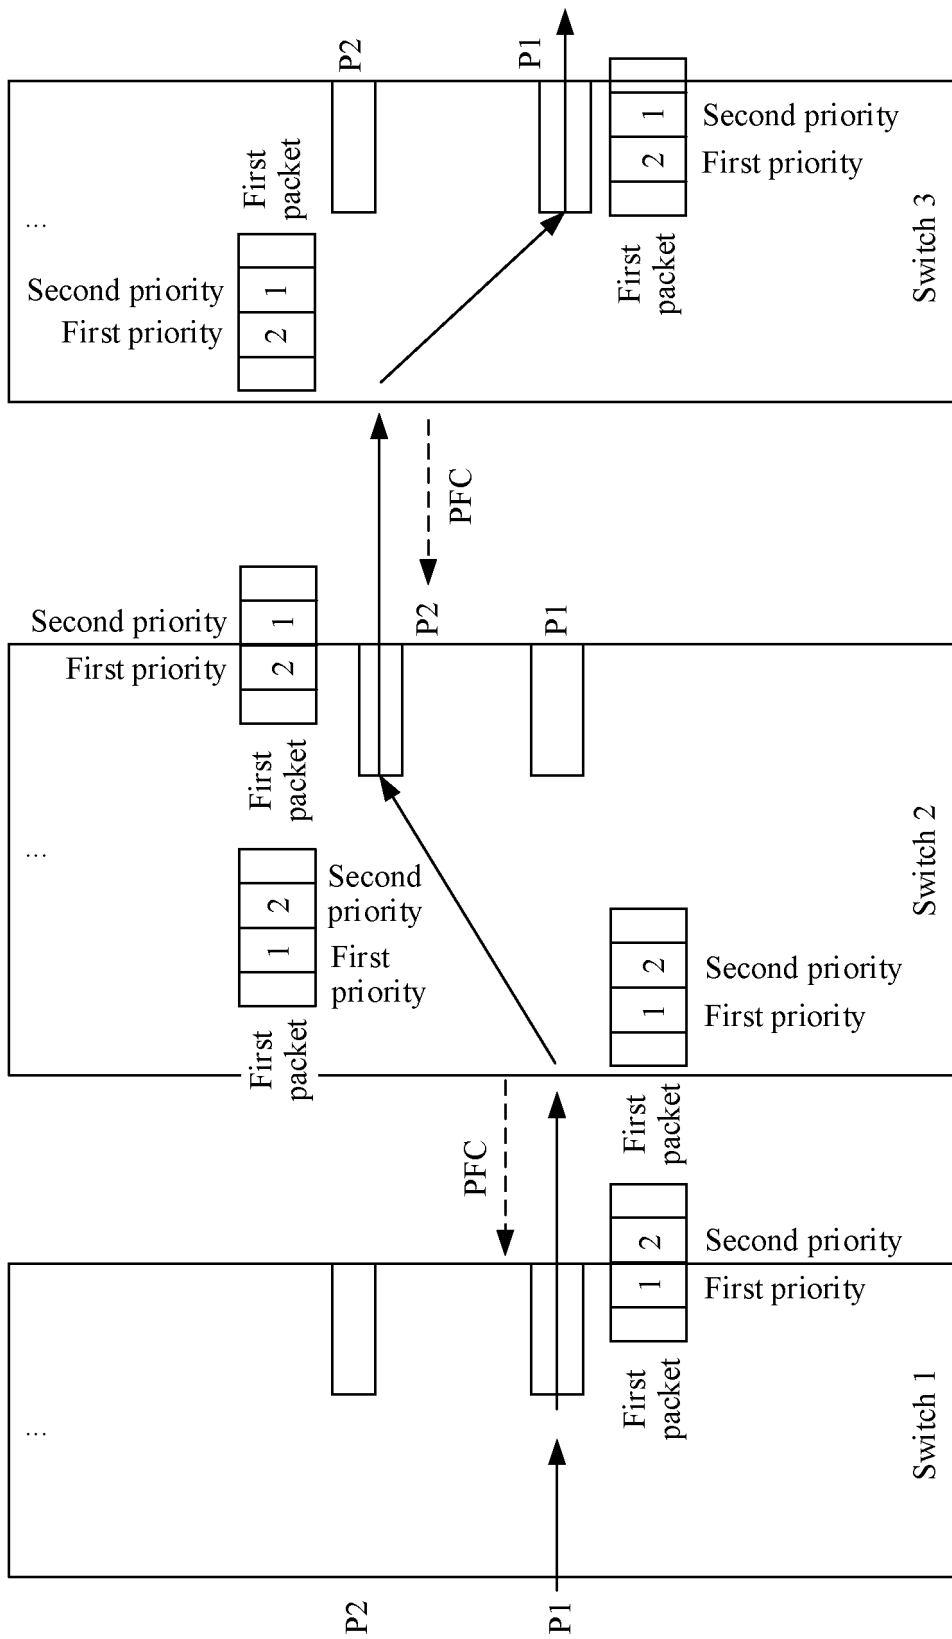 P2
P1
Second priority
First priority
1
2
First
packet
...
First
packet
Second priority
First priority
1
2
Switch 3
PFC
P2
P1
Second priority
First priority
1
2
First
packet
...
2
1
Second
priority
First
priority
First
packet
2
1
Second priority
First priority
First
packet
Switch 2
PFC
2
1
Second priority
First priority
First
packet
...
Switch 1
P2
P1